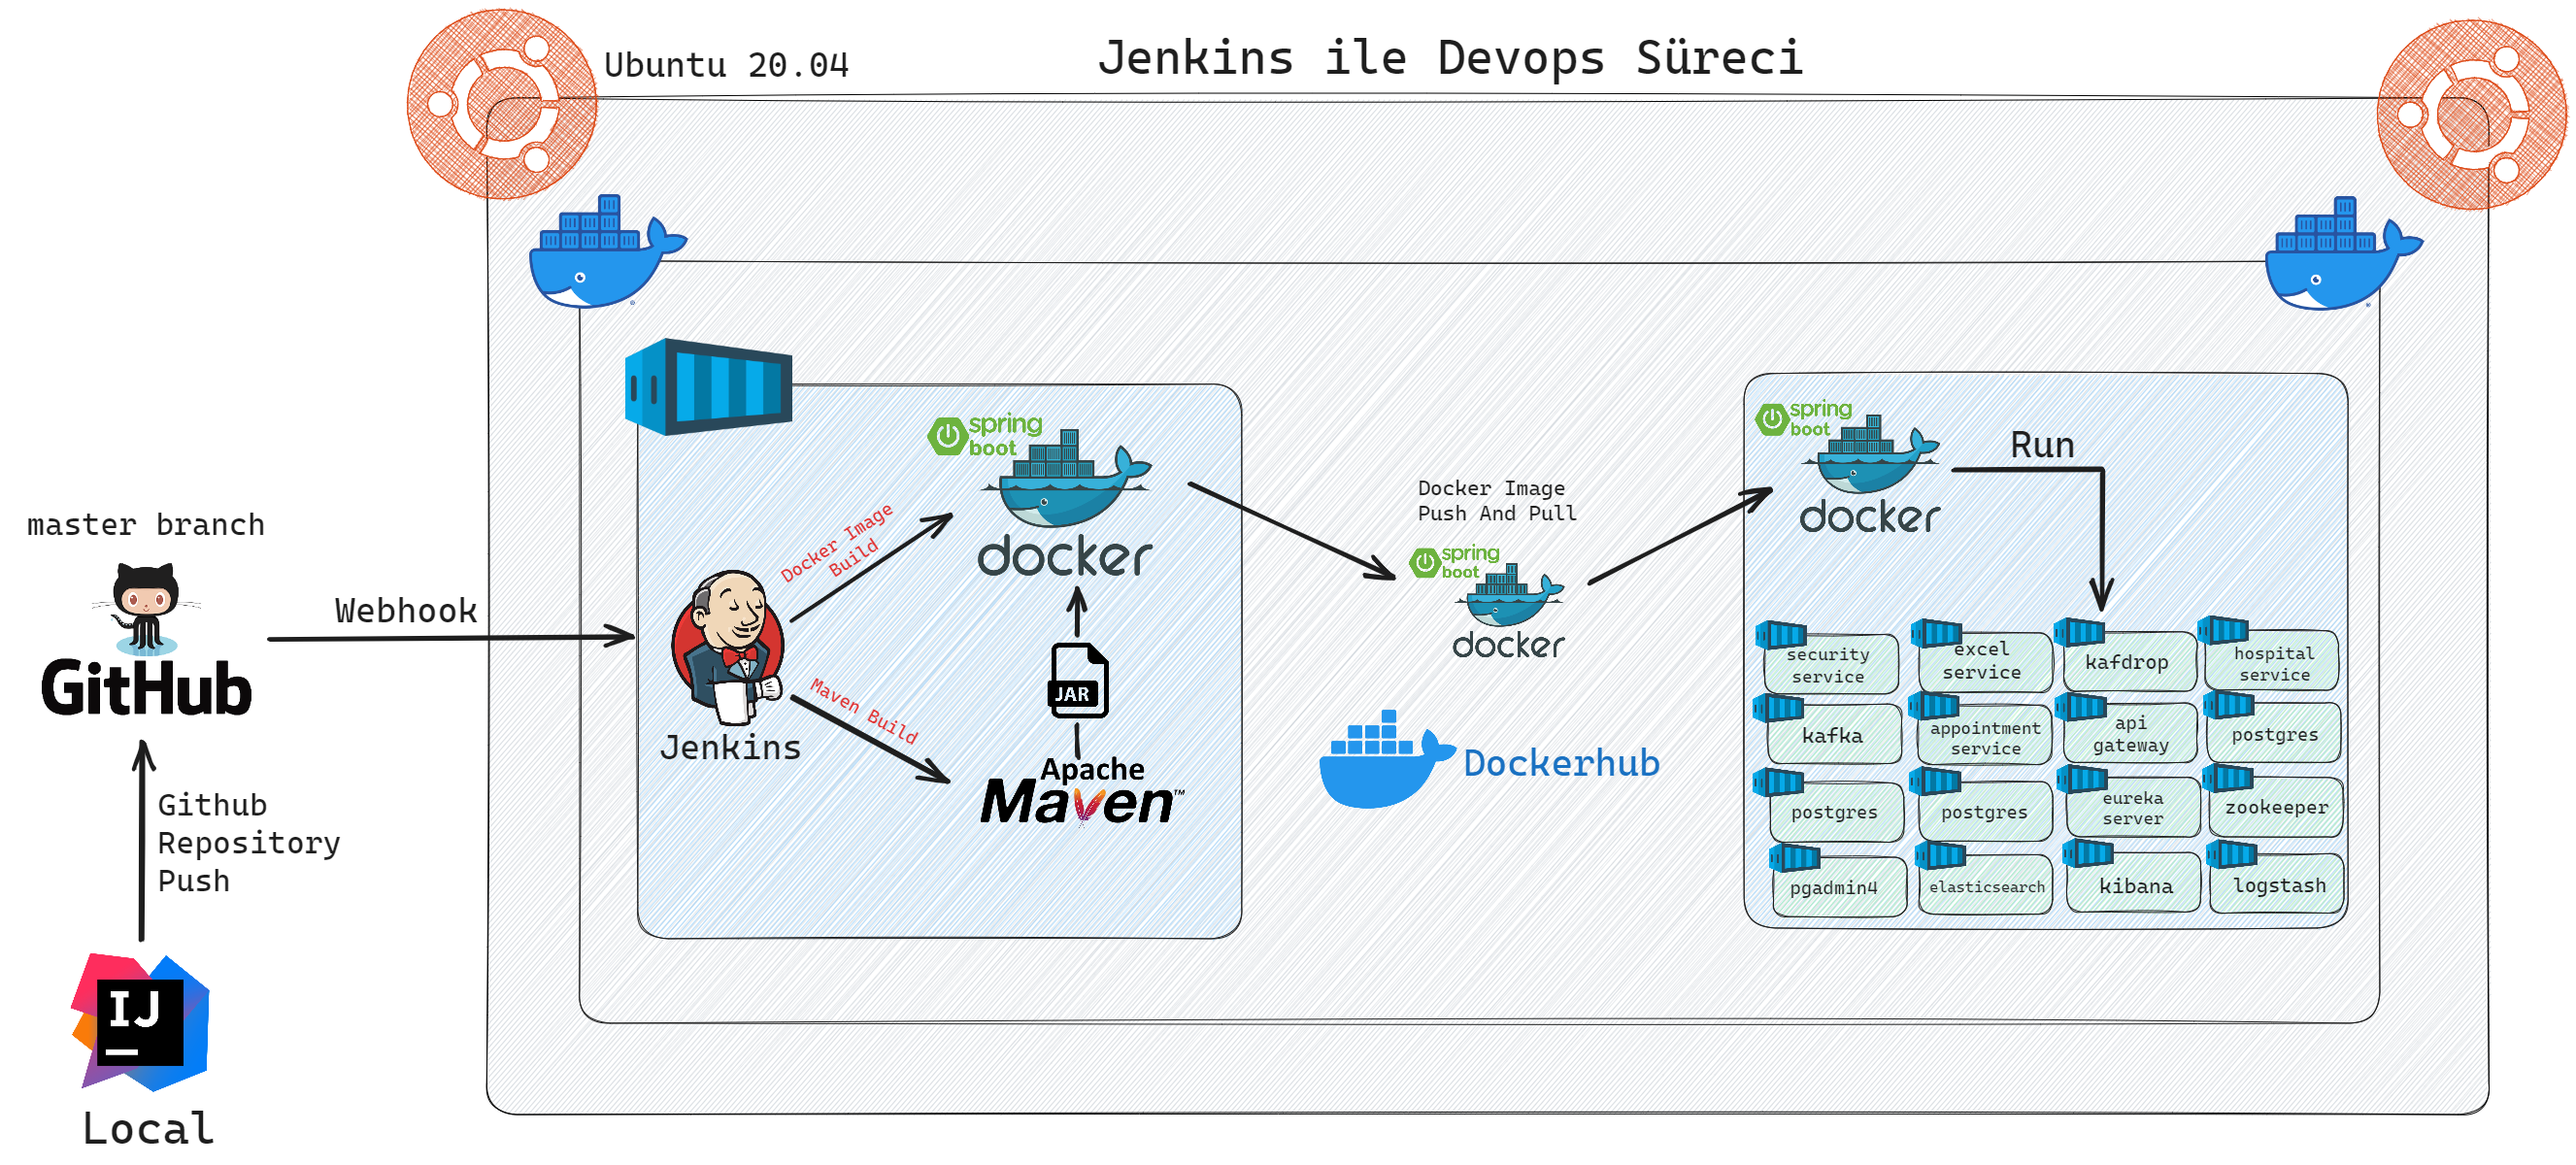 Ubuntu 20.04
Jenkins ile Devops Süreci
master branch
GitHub
Webhook
Github
Repository
Push
IJ
Local
spring
boot
docker
Docker Image
Build
Jenkins
Maven Build
JAR
Apache
Maven™
Docker Image
Push And Pull
spring
boot
docker
Dockerhub
spring
boot
docker
Run
security
service
excel
service
kafdrop
hospital
service
kafka
appointment
service
api
gateway
postgres
postgres
postgres
eureka
server
zookeeper
pgadmin4
elasticsearch
kibana
logstash